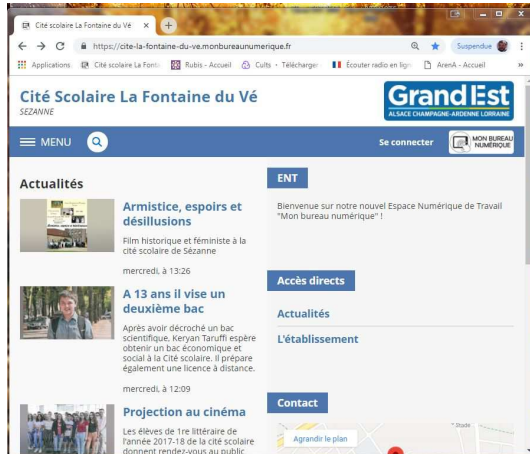 Cité scolaire La Fontaine du Vé
https://cite-la-fontaine-du-ve.monbureaunumerique.fr
Suspendue
Applications
Cité scolaire La Fonta
Rubis - Accueil
Cults · Télécharger
Écouter radio en lign
ArenA - Accueil
»
Cité Scolaire La Fontaine du Vé
SEZANNE
Grand Est
ALSACE CHAMPAGNE-ARDENNE LORRAINE
MENU
Se connecter
MON BUREAU
NUMÉRIQUE
Actualités
Armistice, espoirs et
désillusions
Film historique et féministe à la
cité scolaire de Sézanne
mercredi, à 13:26
A 13 ans il vise un
deuxième bac
Après avoir décroché un bac
scientifique, Keryan Taruffi espère
obtenir un bac économique et
social à la Cité scolaire. Il prépare
également une licence à distance.
mercredi, à 12:09
Projection au cinéma
Les élèves de 1re littéraire de
l'année 2017-18 de la cité scolaire
donnent rendez-vous au public
ENT
Bienvenue sur notre nouvel Espace Numérique de Travail
"Mon bureau numérique" !
Accès directs
Actualités
L'établissement
Contact
Agrandir le plan
Stade